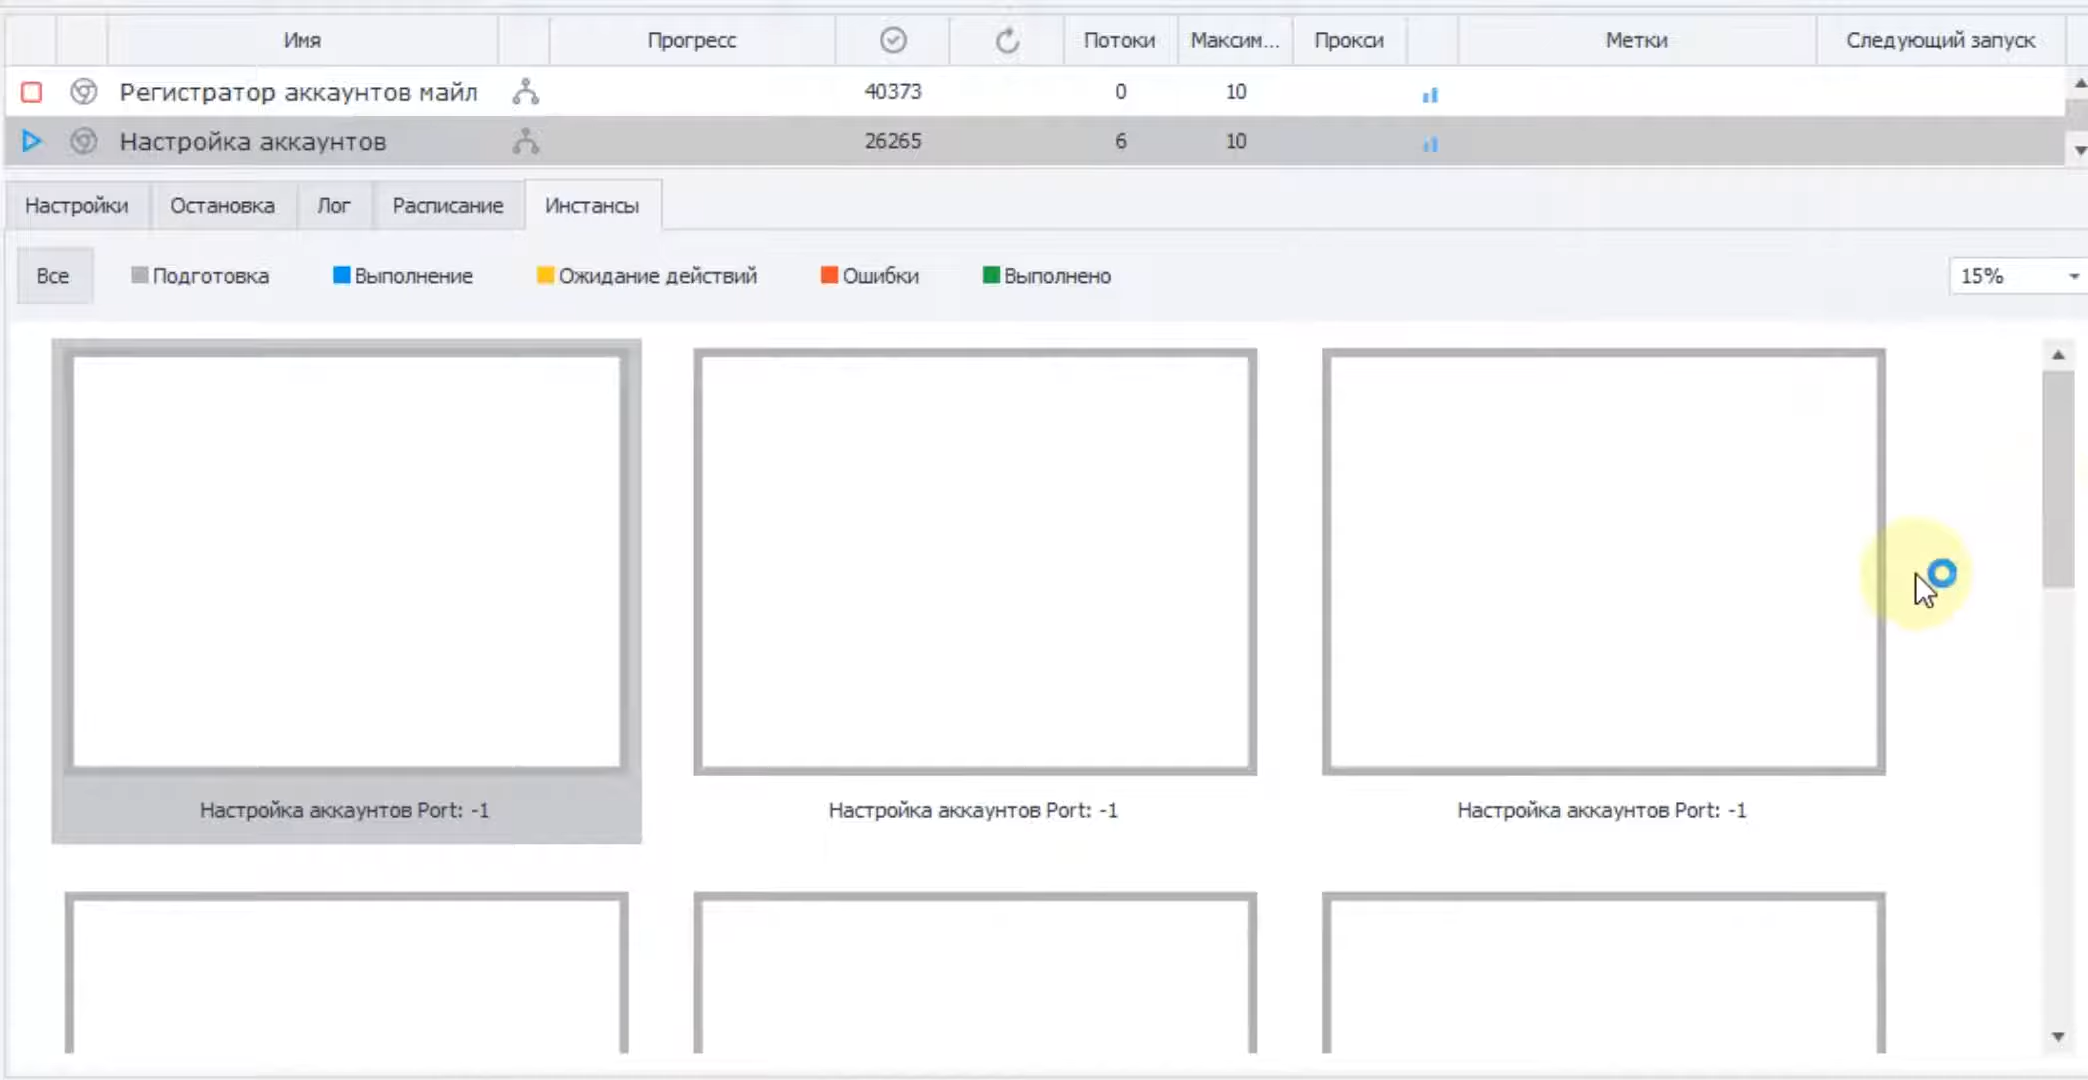 Имя Прогресс Потоки Максим... Прокси Метки Следующий запуск
Регистратор аккаунтов майл 40373 0 10
Настройка аккаунтов 26265 6 10
Настройки Остановка Лог Расписание Инстансы
Все Подготовка Выполнение Ожидание действий Ошибки Выполнено 15%
Настройка аккаунтов Port: -1 Настройка аккаунтов Port: -1 Настройка аккаунтов Port: -1